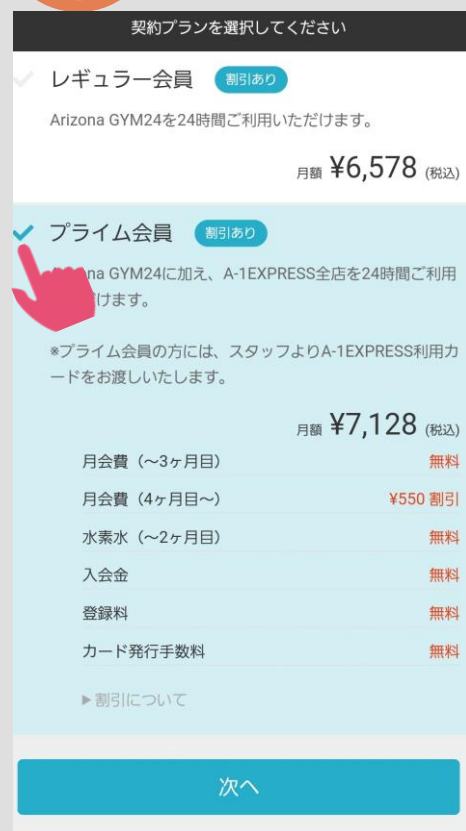 契約プランを選択してください
レギュラー会員 割引あり
Arizona GYM24を24時間ご利用いただけます。
月額 ¥6,578 (税込)
プライム会員 割引あり
na GYM24に加え、A-1EXPRESS全店を24時間ご利用
けます。
※プライム会員の方には、スタッフよりA-1EXPRESS利用カ
ードをお渡しいたします。
月額 ¥7,128 (税込)
月会費（～3ヶ月目） 無料
月会費（4ヶ月目～） ¥550 割引
水素水（～2ヶ月目） 無料
入会金 無料
登録料 無料
カード発行手数料 無料
▶割引について
次へ